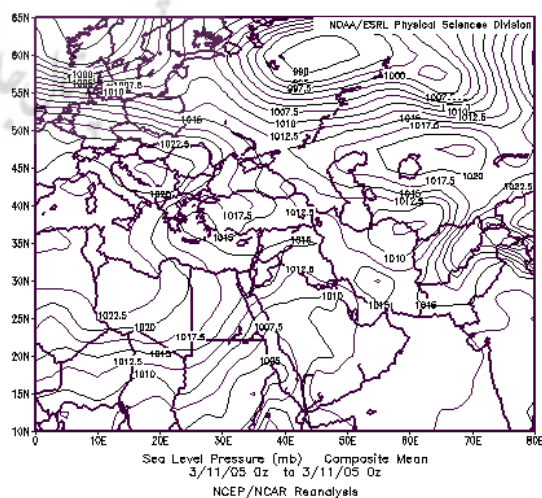 NOAA/ESRL Physical Sciences Division
65N
60N
55N
50N
45N
40N
35N
30N
25N
20N
15N
10N
990
997.5
1000
1000
1005
1007.5
1010
1007.5
1010
1012.5
1007.5
1010
1012.5
1015
1017.5
1015
1022.5
1020
1017.5
1020
1022.5
1015
1012.5
1017.5
1012.5
1015
1015
1012.5
1010
1010
1015
1015
1022.5
1020
1017.5
1015
1012.5
1010
1007.5
1005
0 10E 20E 30E 40E 50E 60E 70E 80E
Sea Level Pressure (mb) Composite Mean
3/11/05 0z to 3/11/05 0z
NCEP/NCAR Reanalysis